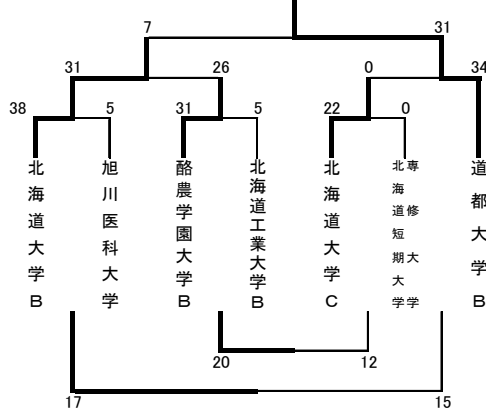 7 31
31 26 0 34
38 5 31 5 22 0
北海道大学B
旭川医科大学
酪農学園大学B
北海道工業大学B
北海道大学C
専修大学
北海道短期大学
道都大学B
20 12
17 15